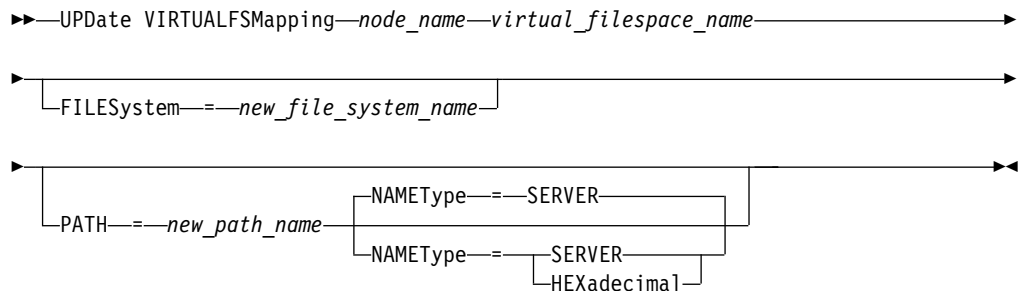 UPDate VIRTUALFSMapping node_name virtual_filespace_name
FILESystem = new_file_system_name
NAMEType = SERVER
PATH = new_path_name
NAMEType = SERVER
HEXadecimal